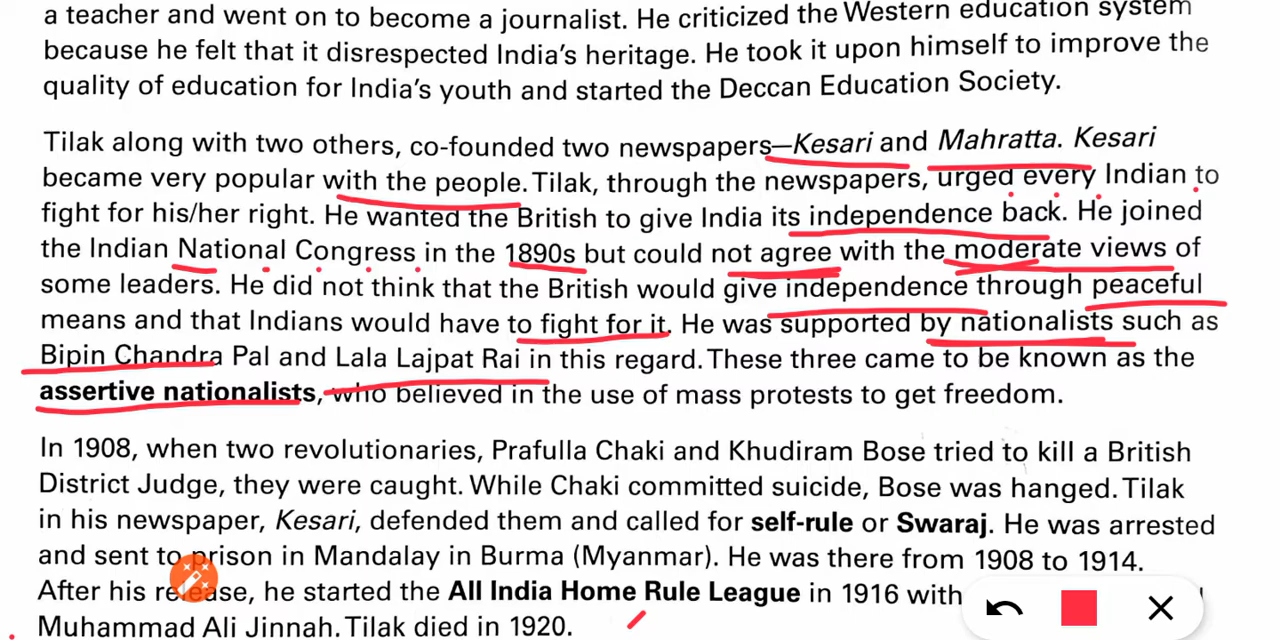 a teacher and went on to become a journalist. He criticized the Western education system
because he felt that it disrespected India's heritage. He took it upon himself to improve the
quality of education for India's youth and started the Deccan Education Society.
Tilak along with two others, co-founded two newspapers—Kesari and Mahratta. Kesari
became very popular with the people. Tilak, through the newspapers, urged every Indian to
fight for his/her right. He wanted the British to give India its independence back. He joined
the Indian National Congress in the 1890s but could not agree with the moderate views of
some leaders. He did not think that the British would give independence through peaceful
means and that Indians would have to fight for it. He was supported by nationalists such as
Bipin Chandra Pal and Lala Lajpat Rai in this regard. These three came to be known as the
assertive nationalists, who believed in the use of mass protests to get freedom.
In 1908, when two revolutionaries, Prafulla Chaki and Khudiram Bose tried to kill a British
District Judge, they were caught. While Chaki committed suicide, Bose was hanged. Tilak
in his newspaper, Kesari, defended them and called for self-rule or Swaraj. He was arrested
and sent to prison in Mandalay in Burma (Myanmar). He was there from 1908 to 1914.
After his release, he started the All India Home Rule League in 1916 with
Muhammad Ali Jinnah. Tilak died in 1920.